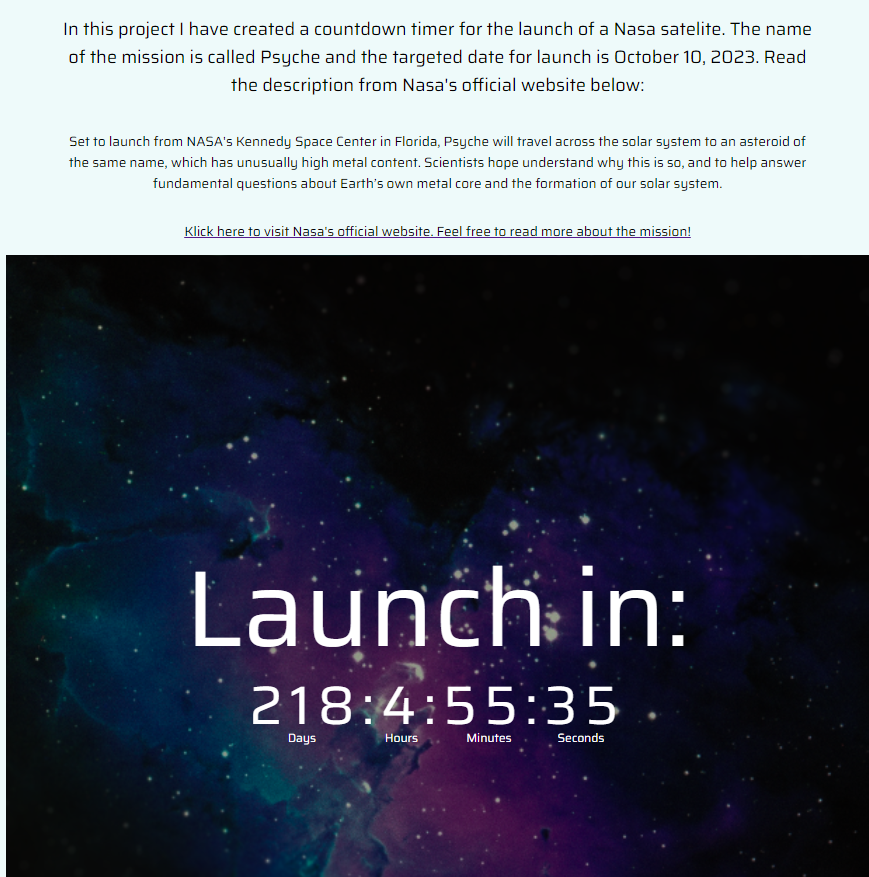 In this project I have created a countdown timer for the launch of a Nasa satelite. The name
of the mission is called Psyche and the targeted date for launch is October 10, 2023. Read
the description from Nasa's official website below:
Set to launch from NASA's Kennedy Space Center in Florida, Psyche will travel across the solar system to an asteroid of
the same name, which has unusually high metal content. Scientists hope understand why this is so, and to help answer
fundamental questions about Earth's own metal core and the formation of our solar system.
Klick here to visit Nasa's official website. Feel free to read more about the mission!
Launch in:
218:4:55:35
Days Hours Minutes Seconds